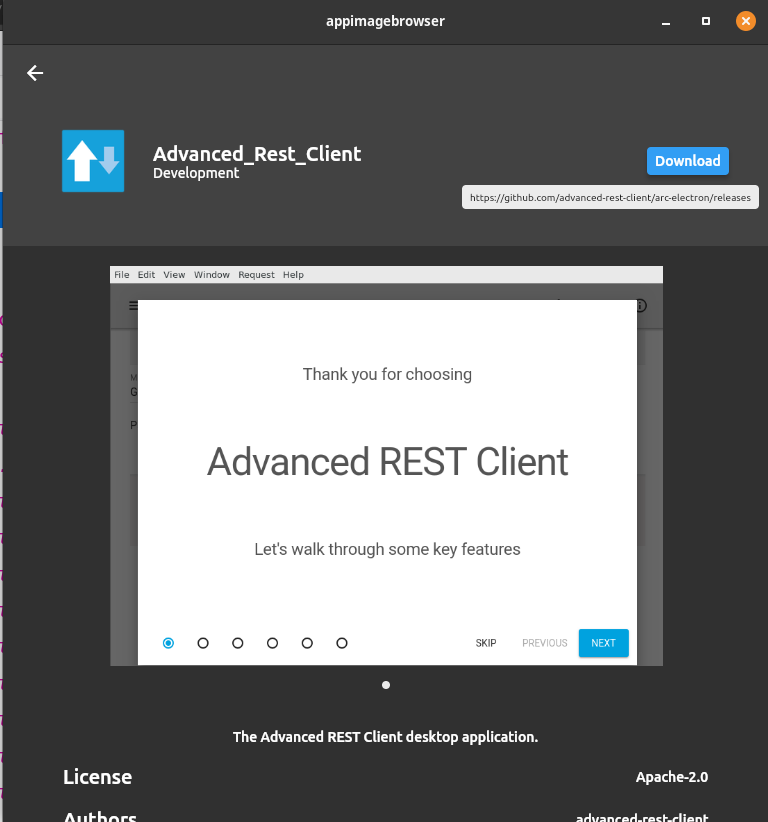 appimagebrowser
Advanced_Rest_Client
Development
Download
https://github.com/advanced-rest-client/arc-electron/releases
File Edit View Window Request Help
Thank you for choosing
Advanced REST Client
Let's walk through some key features
SKIP PREVIOUS NEXT
The Advanced REST Client desktop application.
License Apache-2.0
Authors advanced-rest-client